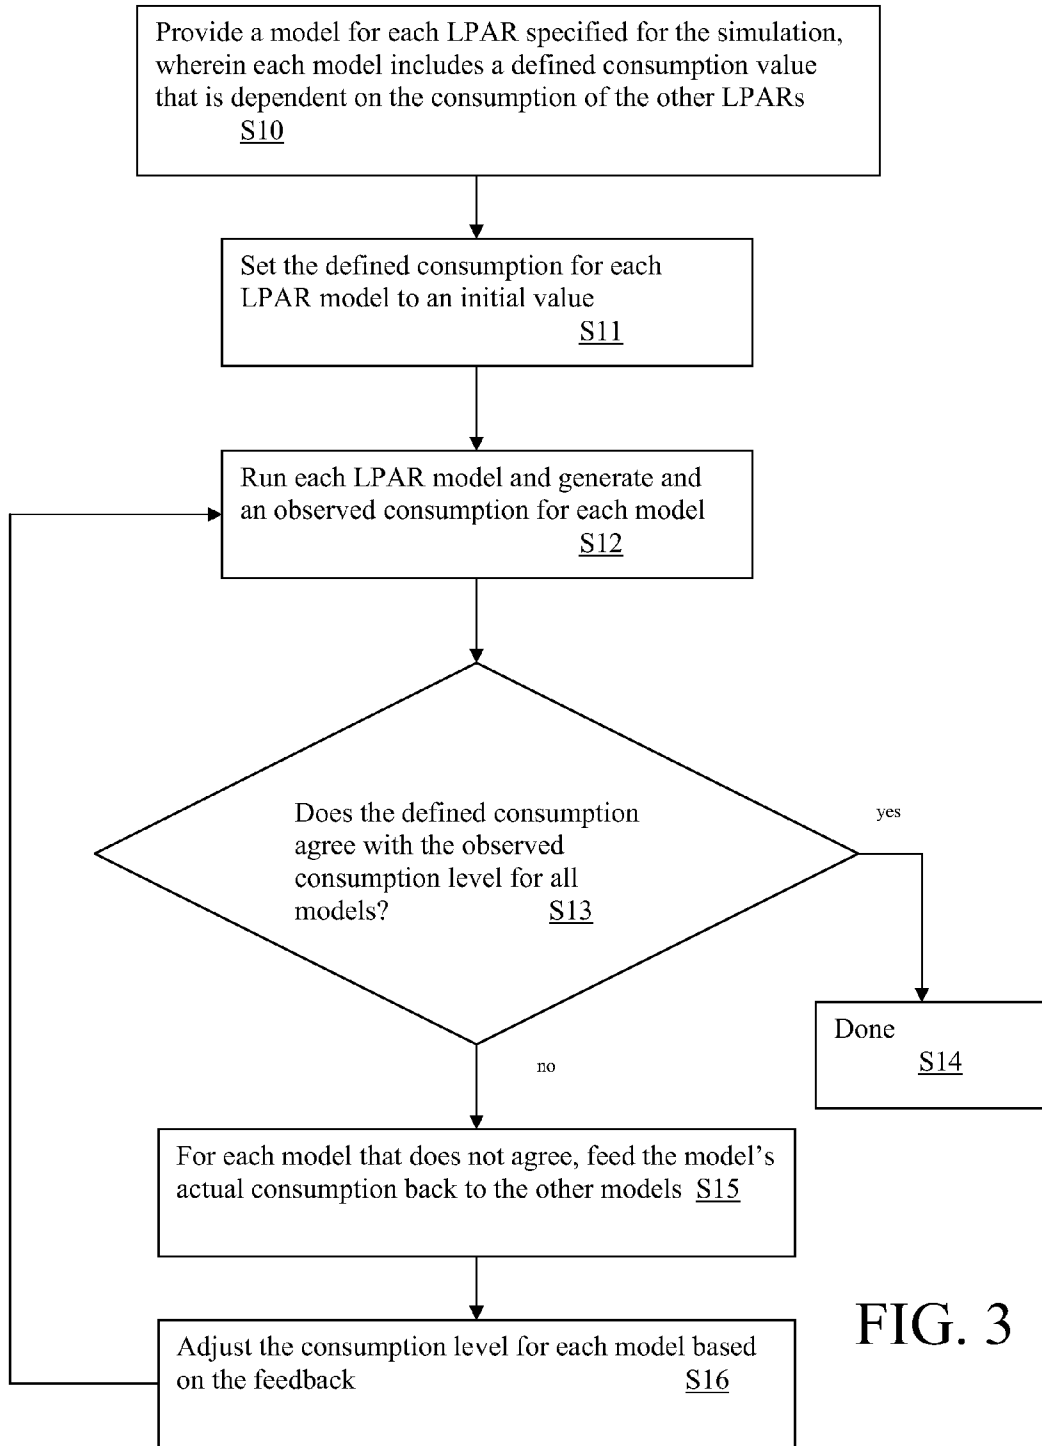 Provide a model for each LPAR specified for the simulation,
wherein each model includes a defined consumption value
that is dependent on the consumption of the other LPARs
S10
Set the defined consumption for each
LPAR model to an initial value
S11
Run each LPAR model and generate and
an observed consumption for each model
S12
Does the defined consumption
agree with the observed
consumption level for all
models? S13
yes
Done
S14
no
For each model that does not agree, feed the model’s
actual consumption back to the other models S15
Adjust the consumption level for each model based
on the feedback S16
FIG. 3